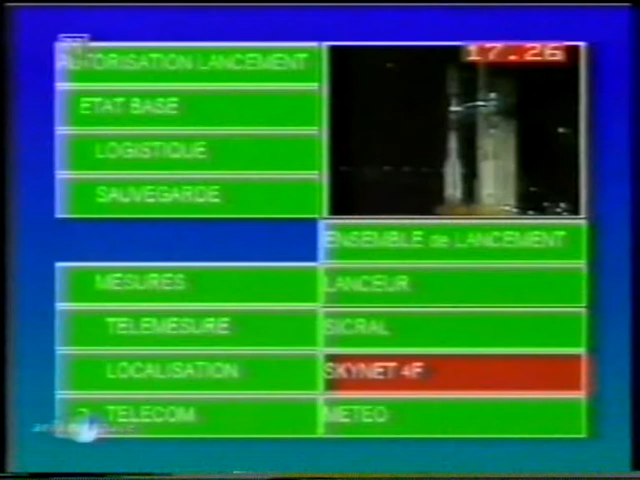 17.26
AUTORISATION LANCEMENT
ETAT BASE
LOGISTIQUE
SAUVEGARDE
ENSEMBLE de LANCEMENT
MESURES
LANCEUR
TELEMESURE
SICRAL
LOCALISATION
SKYNET 4F
TELECOM
METEO